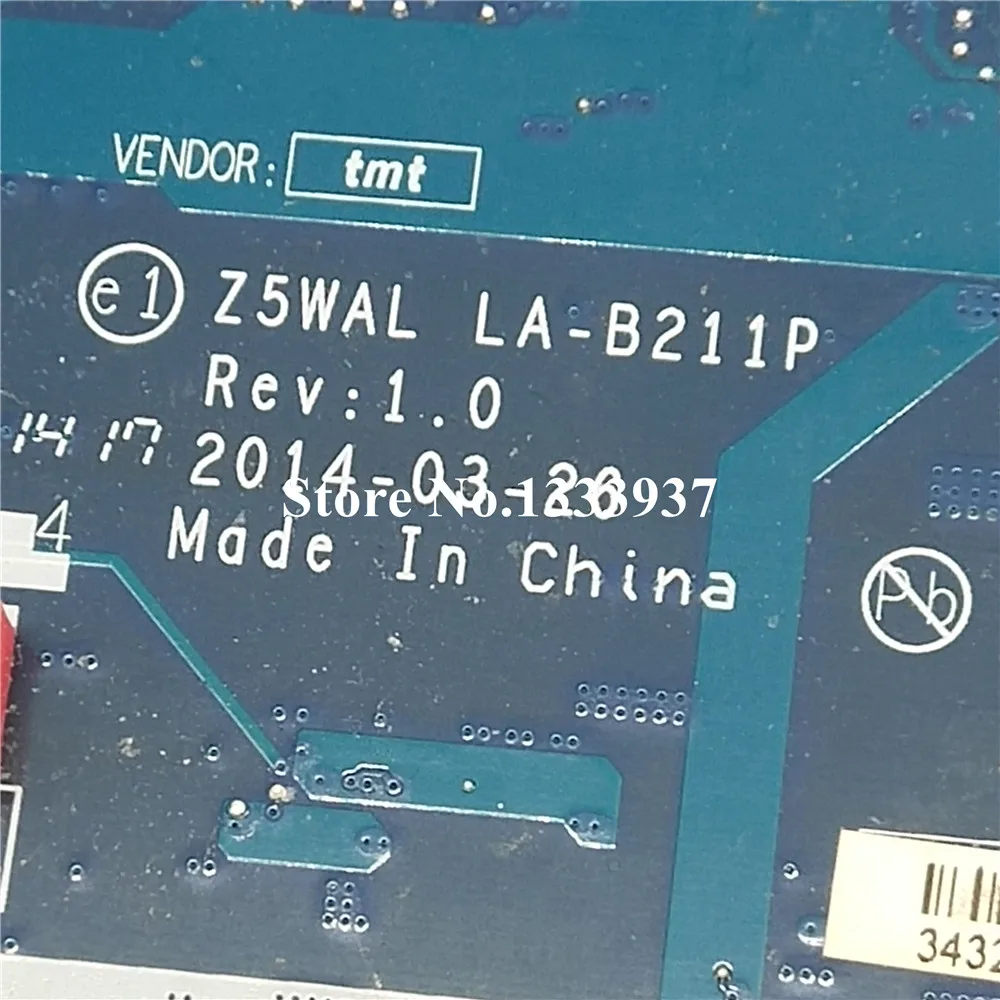 VENDOR: tmt
e1 Z5WAL LA-B211P
Rev:1.0
1417 2014-03-26
Store No.1233937
4 Made In China
Pb
3432